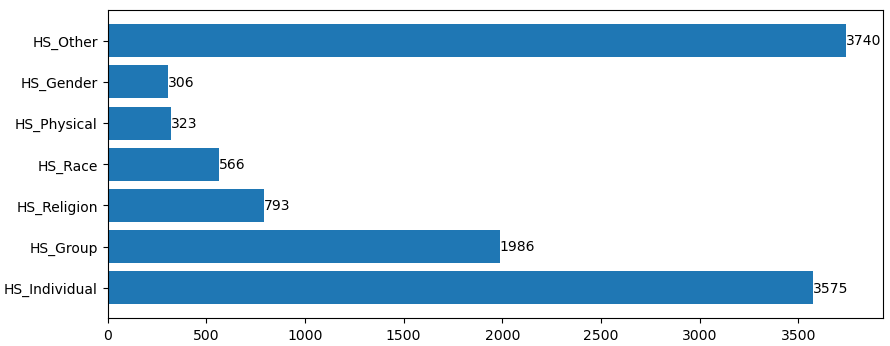 HS_Other 3740
HS_Gender 306
HS_Physical 323
HS_Race 566
HS_Religion 793
HS_Group 1986
HS_Individual 3575
0 500 1000 1500 2000 2500 3000 3500